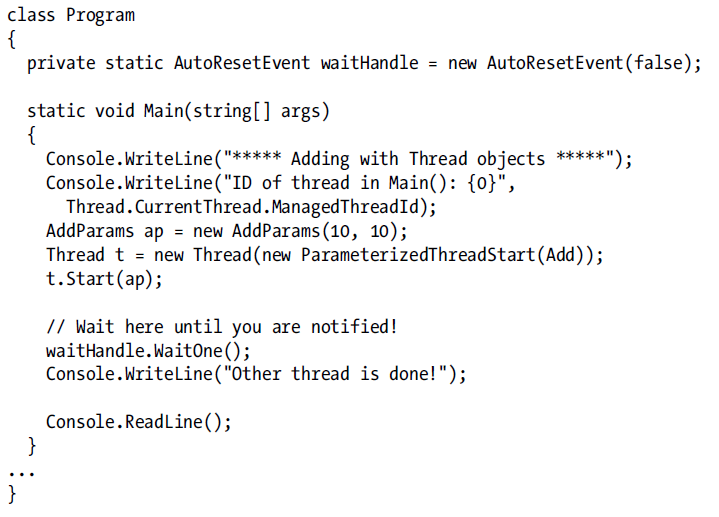 class Program
{
  private static AutoResetEvent waitHandle = new AutoResetEvent(false);

  static void Main(string[] args)
  {
    Console.WriteLine("***** Adding with Thread objects *****");
    Console.WriteLine("ID of thread in Main(): {0}",
      Thread.CurrentThread.ManagedThreadId);
    AddParams ap = new AddParams(10, 10);
    Thread t = new Thread(new ParameterizedThreadStart(Add));
    t.Start(ap);

    // Wait here until you are notified!
    waitHandle.WaitOne();
    Console.WriteLine("Other thread is done!");

    Console.ReadLine();
  }
...
}